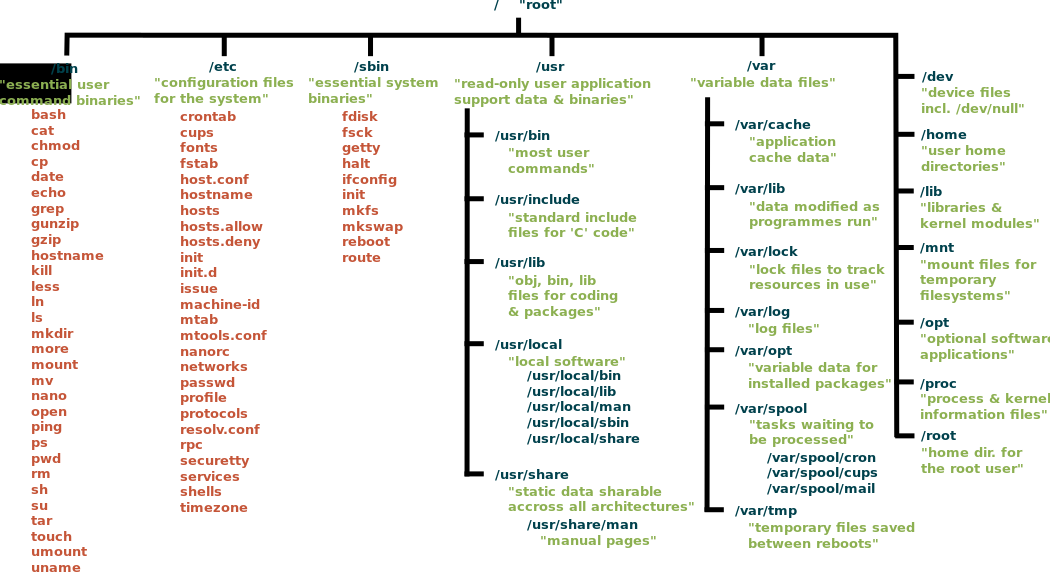 / "root"
/bin
"essential user
command binaries"
bash
cat
chmod
cp
date
echo
grep
gunzip
gzip
hostname
kill
less
ln
ls
mkdir
more
mount
mv
nano
open
ping
ps
pwd
rm
sh
su
tar
touch
umount
uname
/etc
"configuration files
for the system"
crontab
cups
fonts
fstab
host.conf
hostname
hosts
hosts.allow
hosts.deny
init
init.d
issue
machine-id
mtab
mtools.conf
nanorc
networks
passwd
profile
protocols
resolv.conf
rpc
securetty
services
shells
timezone
/sbin
"essential system
binaries"
fdisk
fsck
getty
halt
ifconfig
init
mkfs
mkswap
reboot
route
/usr
"read-only user application
support data & binaries"
/usr/bin
"most user
commands"
/usr/include
"standard include
files for 'C' code"
/usr/lib
"obj, bin, lib
files for coding
& packages"
/usr/local
"local software"
/usr/local/bin
/usr/local/lib
/usr/local/man
/usr/local/sbin
/usr/local/share
/usr/share
"static data sharable
accross all architectures"
/usr/share/man
"manual pages"
/var
"variable data files"
/var/cache
"application
cache data"
/var/lib
"data modified as
programmes run"
/var/lock
"lock files to track
resources in use"
/var/log
"log files"
/var/opt
"variable data for
installed packages"
/var/spool
"tasks waiting to
be processed"
/var/spool/cron
/var/spool/cups
/var/spool/mail
/var/tmp
"temporary files saved
between reboots"
/dev
"device files
incl. /dev/null"
/home
"user home
directories"
/lib
"libraries &
kernel modules"
/mnt
"mount files for
temporary
filesystems"
/opt
"optional software
applications"
/proc
"process & kernel
information files"
/root
"home dir. for
the root user"